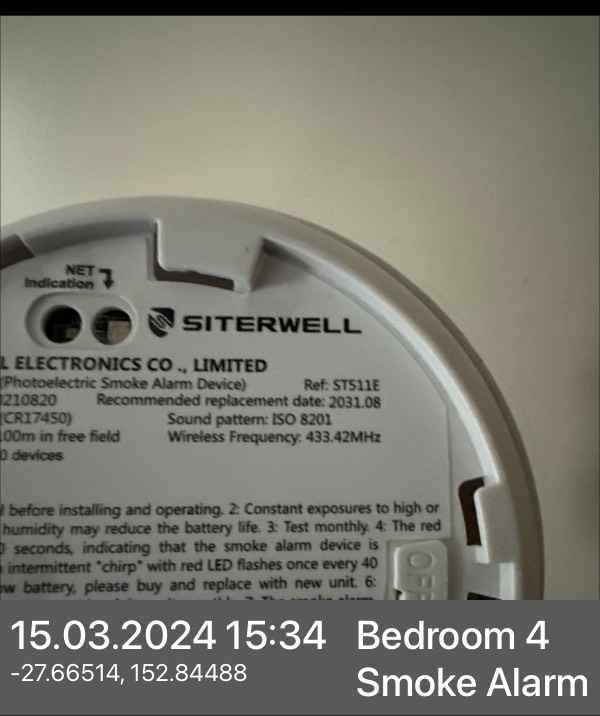 NET
Indication
SITERWELL
L ELECTRONICS CO ., LIMITED
(Photoelectric Smoke Alarm Device) Ref: ST511E
0210820 Recommended replacement date: 2031.08
(CR17450) Sound pattern: ISO 8201
100m in free field Wireless Frequency: 433.42MHz
0 devices
l before installing and operating. 2: Constant exposures to high or
humidity may reduce the battery life. 3: Test monthly. 4: The red
0 seconds, indicating that the smoke alarm device is
intermittent "chirp" with red LED flashes once every 40
ow battery, please buy and replace with new unit. 6:
OFF
15.03.2024 15:34
-27.66514, 152.84488
Bedroom 4
Smoke Alarm